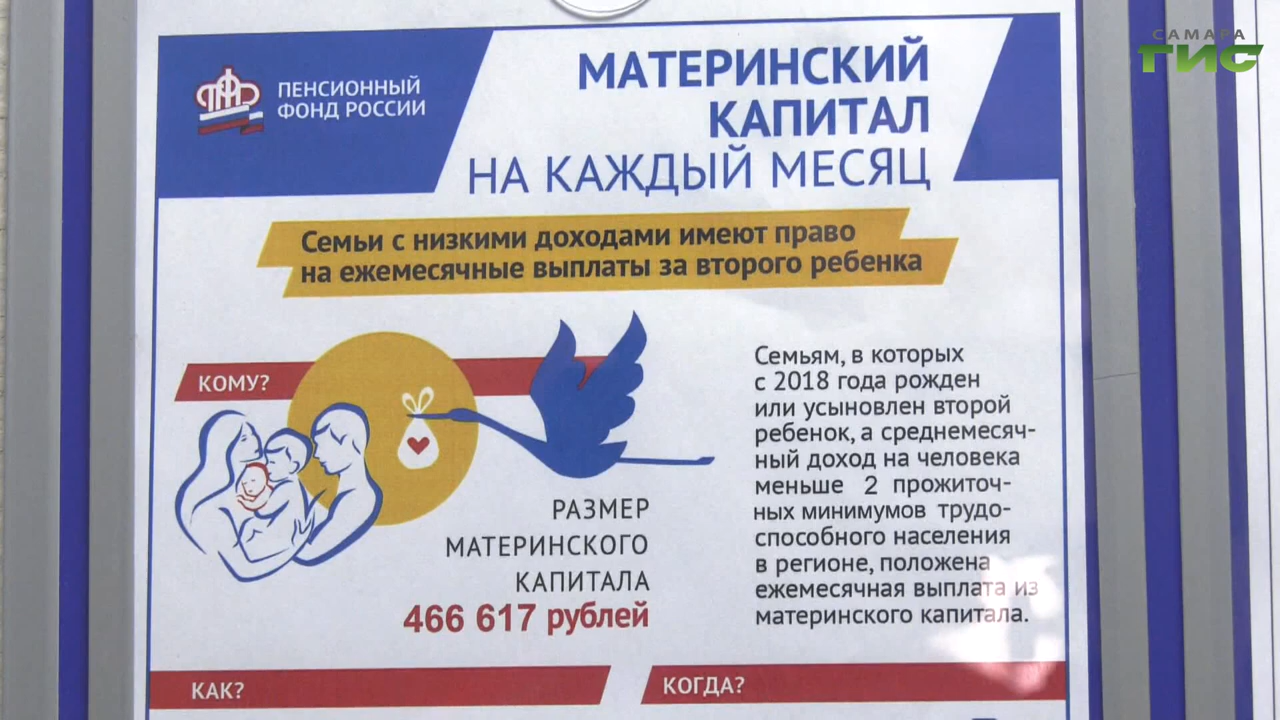 САМАРА
ГИС
ПЕНСИОННЫЙ
ФОНД РОССИИ
МАТЕРИНСКИЙ
КАПИТАЛ
НА КАЖДЫЙ МЕСЯЦ
Семьи с низкими доходами имеют право
на ежемесячные выплаты за второго ребенка
КОМУ?
РАЗМЕР
МАТЕРИНСКОГО
КАПИТАЛА
466 617 рублей
Семьям, в которых
с 2018 года рожден
или усыновлен второй
ребенок, а среднемесяч-
ный доход на человека
меньше 2 прожиточ-
ных минимумов трудо-
способного населения
в регионе, положена
ежемесячная выплата из
материнского капитала.
КАК?
КОГДА?